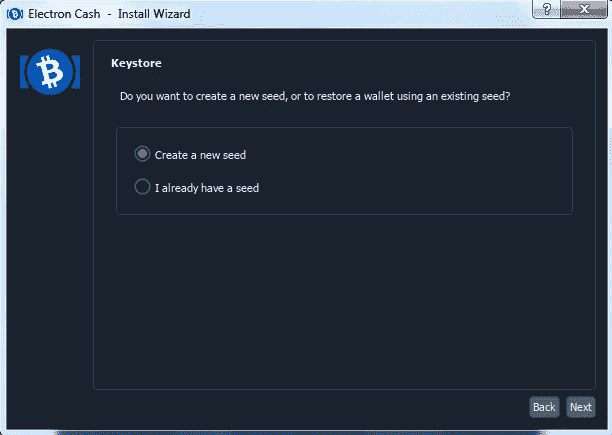 Electron Cash - Install Wizard
Keystore
Do you want to create a new seed, or to restore a wallet using an existing seed?
Create a new seed
I already have a seed
Back Next